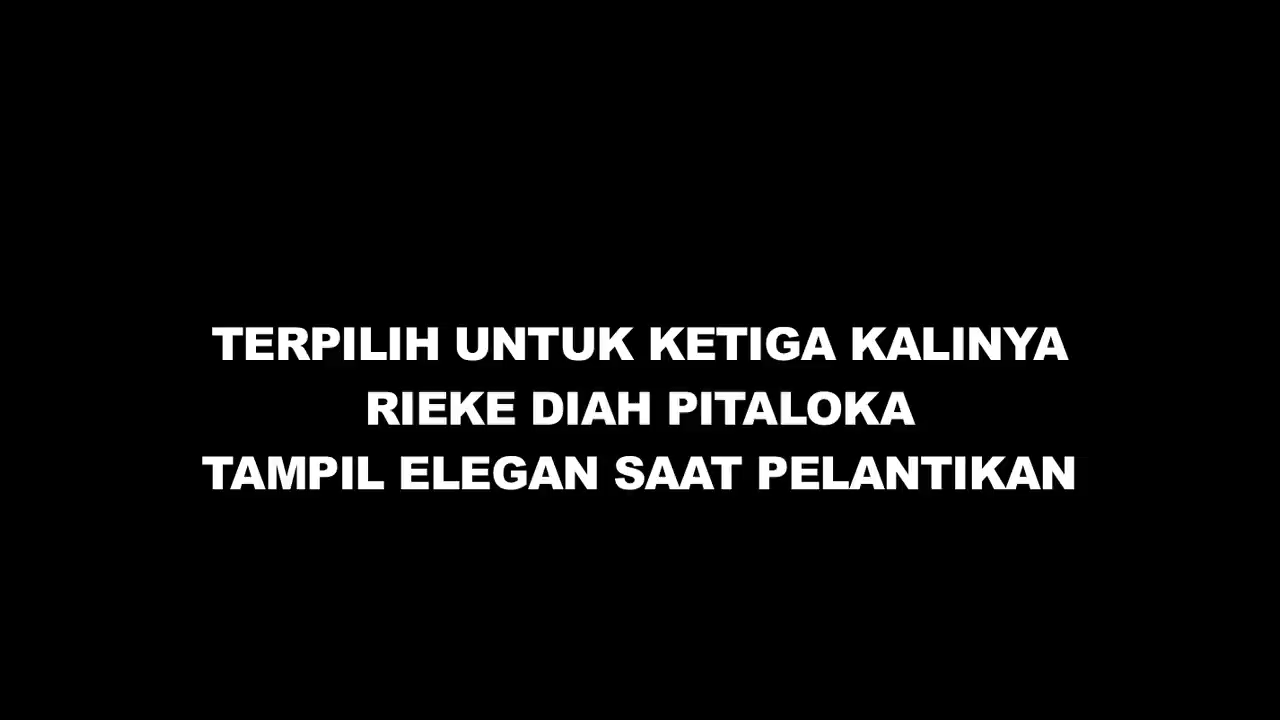 TERPILIH UNTUK KETIGA KALINYA
RIEKE DIAH PITALOKA
TAMPIL ELEGAN SAAT PELANTIKAN